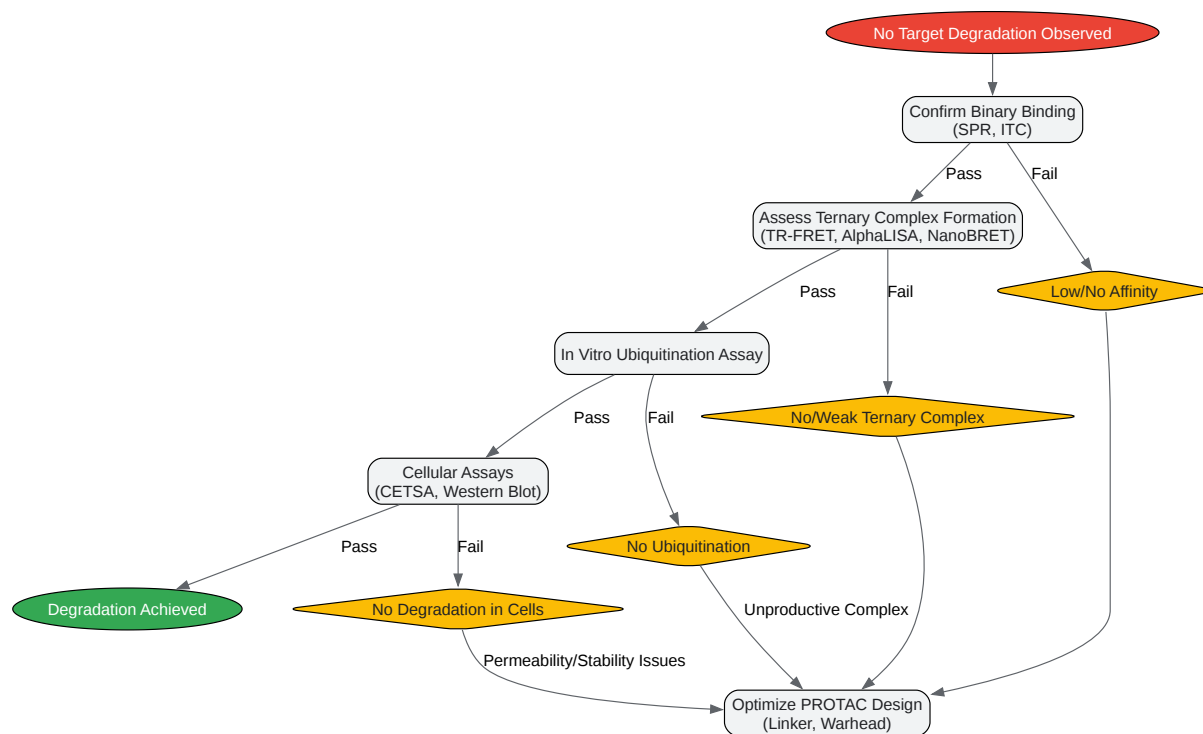 No Target Degradation Observed
Confirm Binary Binding
(SPR, ITC)
Pass
Fail
Assess Ternary Complex Formation
(TR-FRET, AlphaLISA, NanoBRET)
Low/No Affinity
Pass
Fail
In Vitro Ubiquitination Assay
No/Weak Ternary Complex
Pass
Fail
Cellular Assays
(CETSA, Western Blot)
No Ubiquitination
Pass
Fail
Degradation Achieved
No Degradation in Cells
Unproductive Complex
Permeability/Stability Issues
Optimize PROTAC Design
(Linker, Warhead)